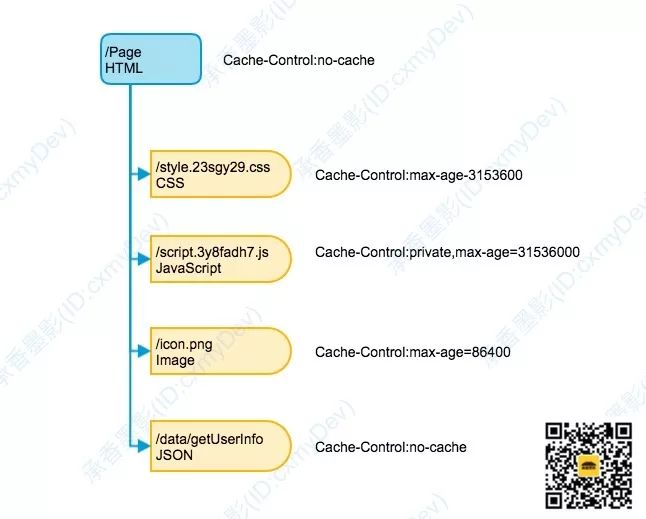 /Page
HTML
Cache-Control:no-cache
/style.23sgy29.css
CSS
Cache-Control:max-age-3153600
/script.3y8fadh7.js
JavaScript
Cache-Control:private,max-age=31536000
/icon.png
Image
Cache-Control:max-age=86400
/data/getUserInfo
JSON
Cache-Control:no-cache
承香墨影(ID:cxmyDev)